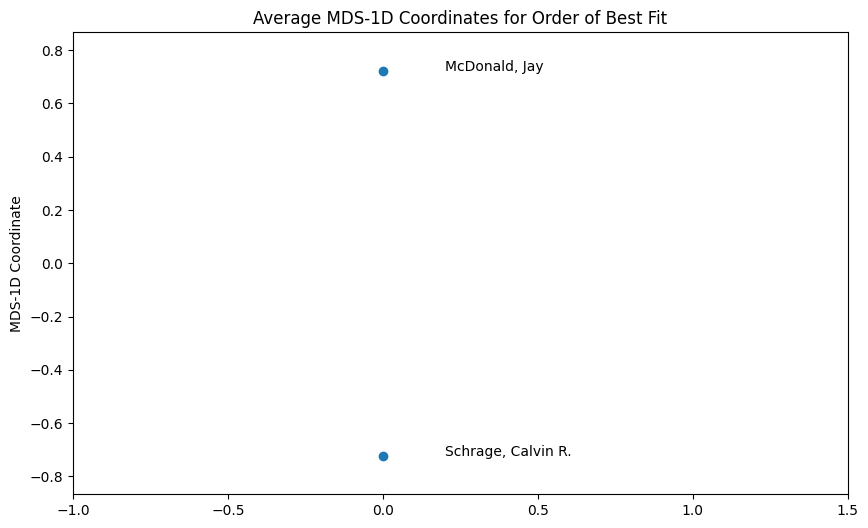 Average MDS-1D Coordinates for Order of Best Fit
0.8
McDonald, Jay
0.6
0.4
0.2
MDS-1D Coordinate
0.0
−0.2
−0.4
−0.6
Schrage, Calvin R.
−0.8
−1.0 −0.5 0.0 0.5 1.0 1.5